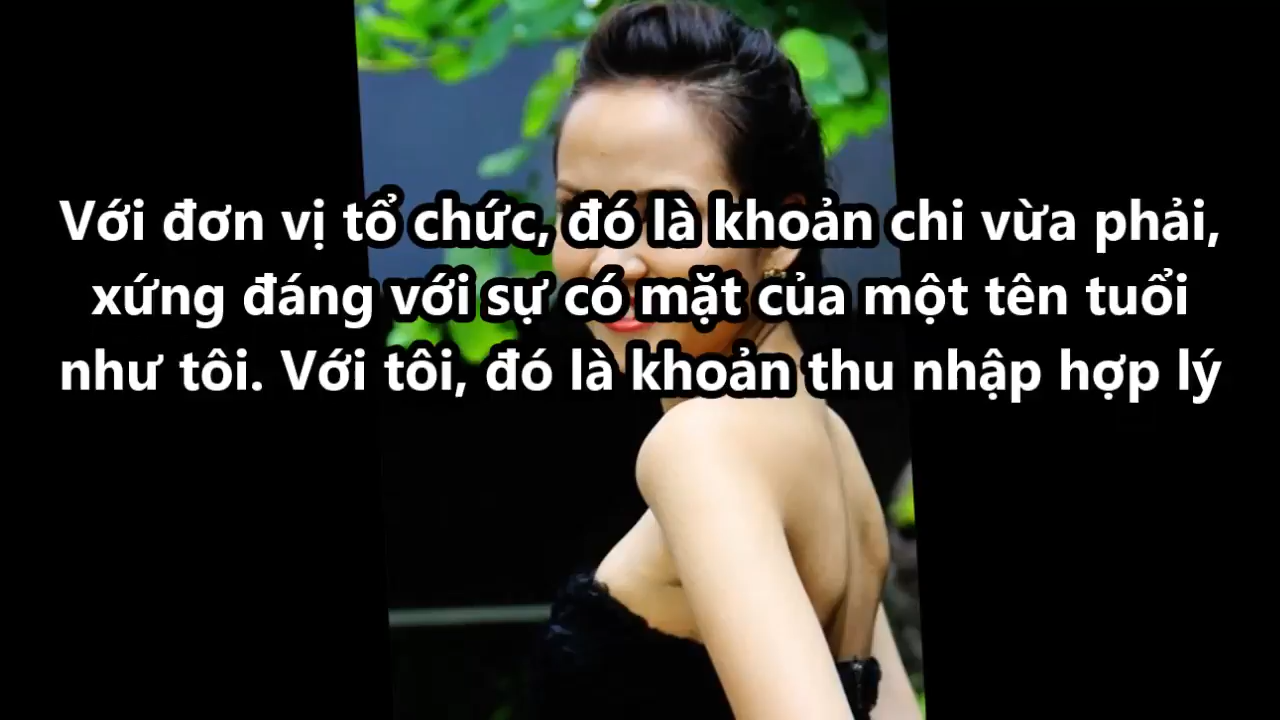 Với đơn vị tổ chức, đó là khoản chi vừa phải,
xứng đáng với sự có mặt của một tên tuổi
như tôi. Với tôi, đó là khoản thu nhập hợp lý